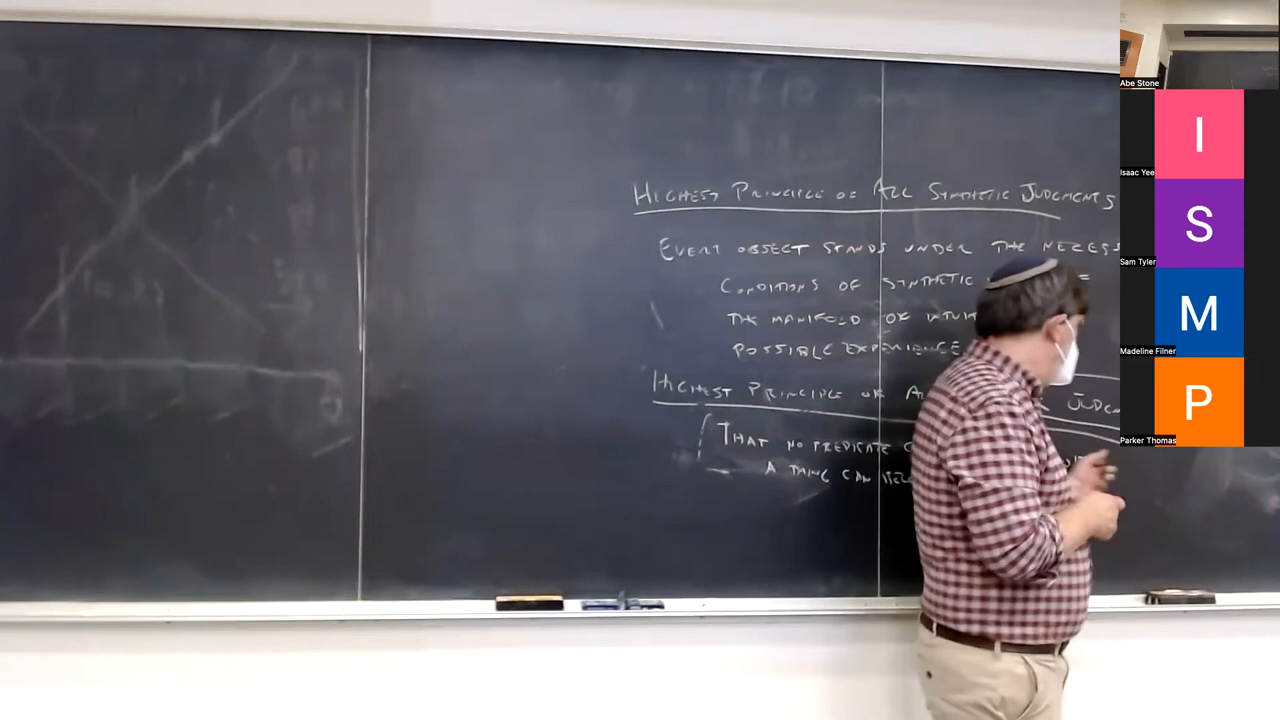 HIGHEST PRINCIPLE OF ALL SYNTHETIC JUDGMENTS
EVERY OBJECT STANDS UNDER THE NECESS
CONDITIONS OF SYNTHETIC
THE MANIFOLD OF INTUI
POSSIBLE EXPERIENCE
HIGHEST PRINCIPLE OF A JUDGM
THAT NO PREDICATE C
A THING CAN
Abe Stone
I
Isaac Yee
S
Sam Tyler
M
Madeline Filner
P
Parker Thomas